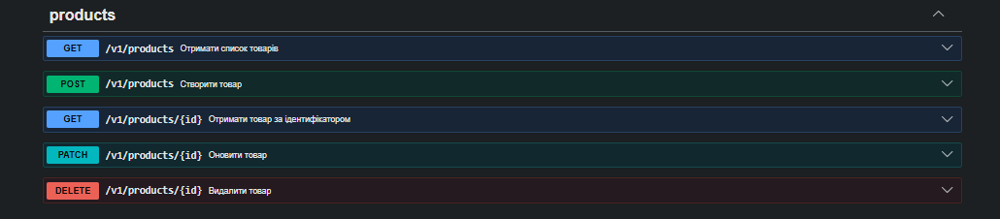 products
GET /v1/products Отримати список товарів
POST /v1/products Створити товар
GET /v1/products/{id} Отримати товар за ідентифікатором
PATCH /v1/products/{id} Оновити товар
DELETE /v1/products/{id} Видалити товар